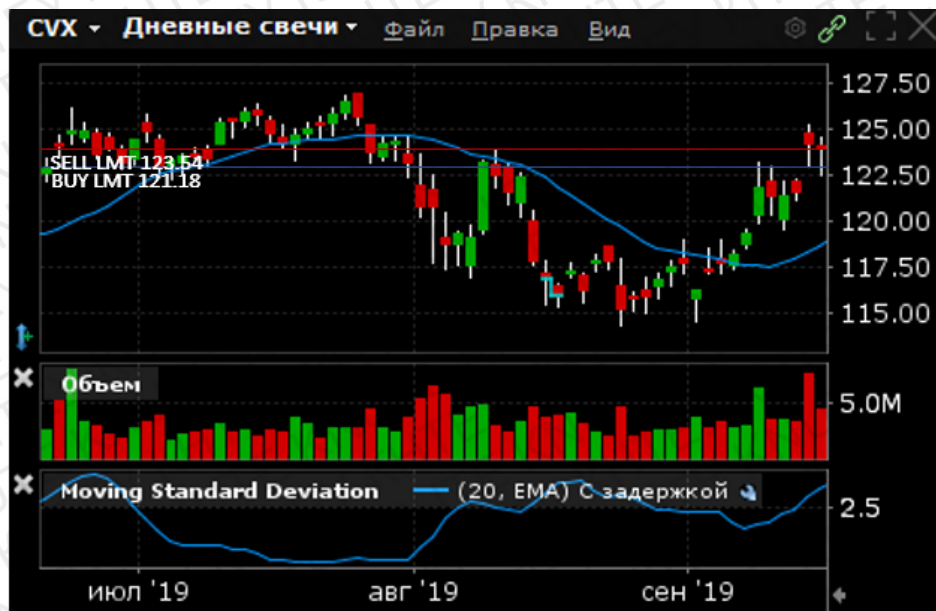 CVX Дневные свечи Файл Правка Вид
127.50
125.00
SELL LMT 123.54
122.50
BUY LMT 121.18
120.00
117.50
115.00
Объем
5.0M
Moving Standard Deviation (20, EMA) С задержкой
2.5
июл '19 авг '19 сен '19